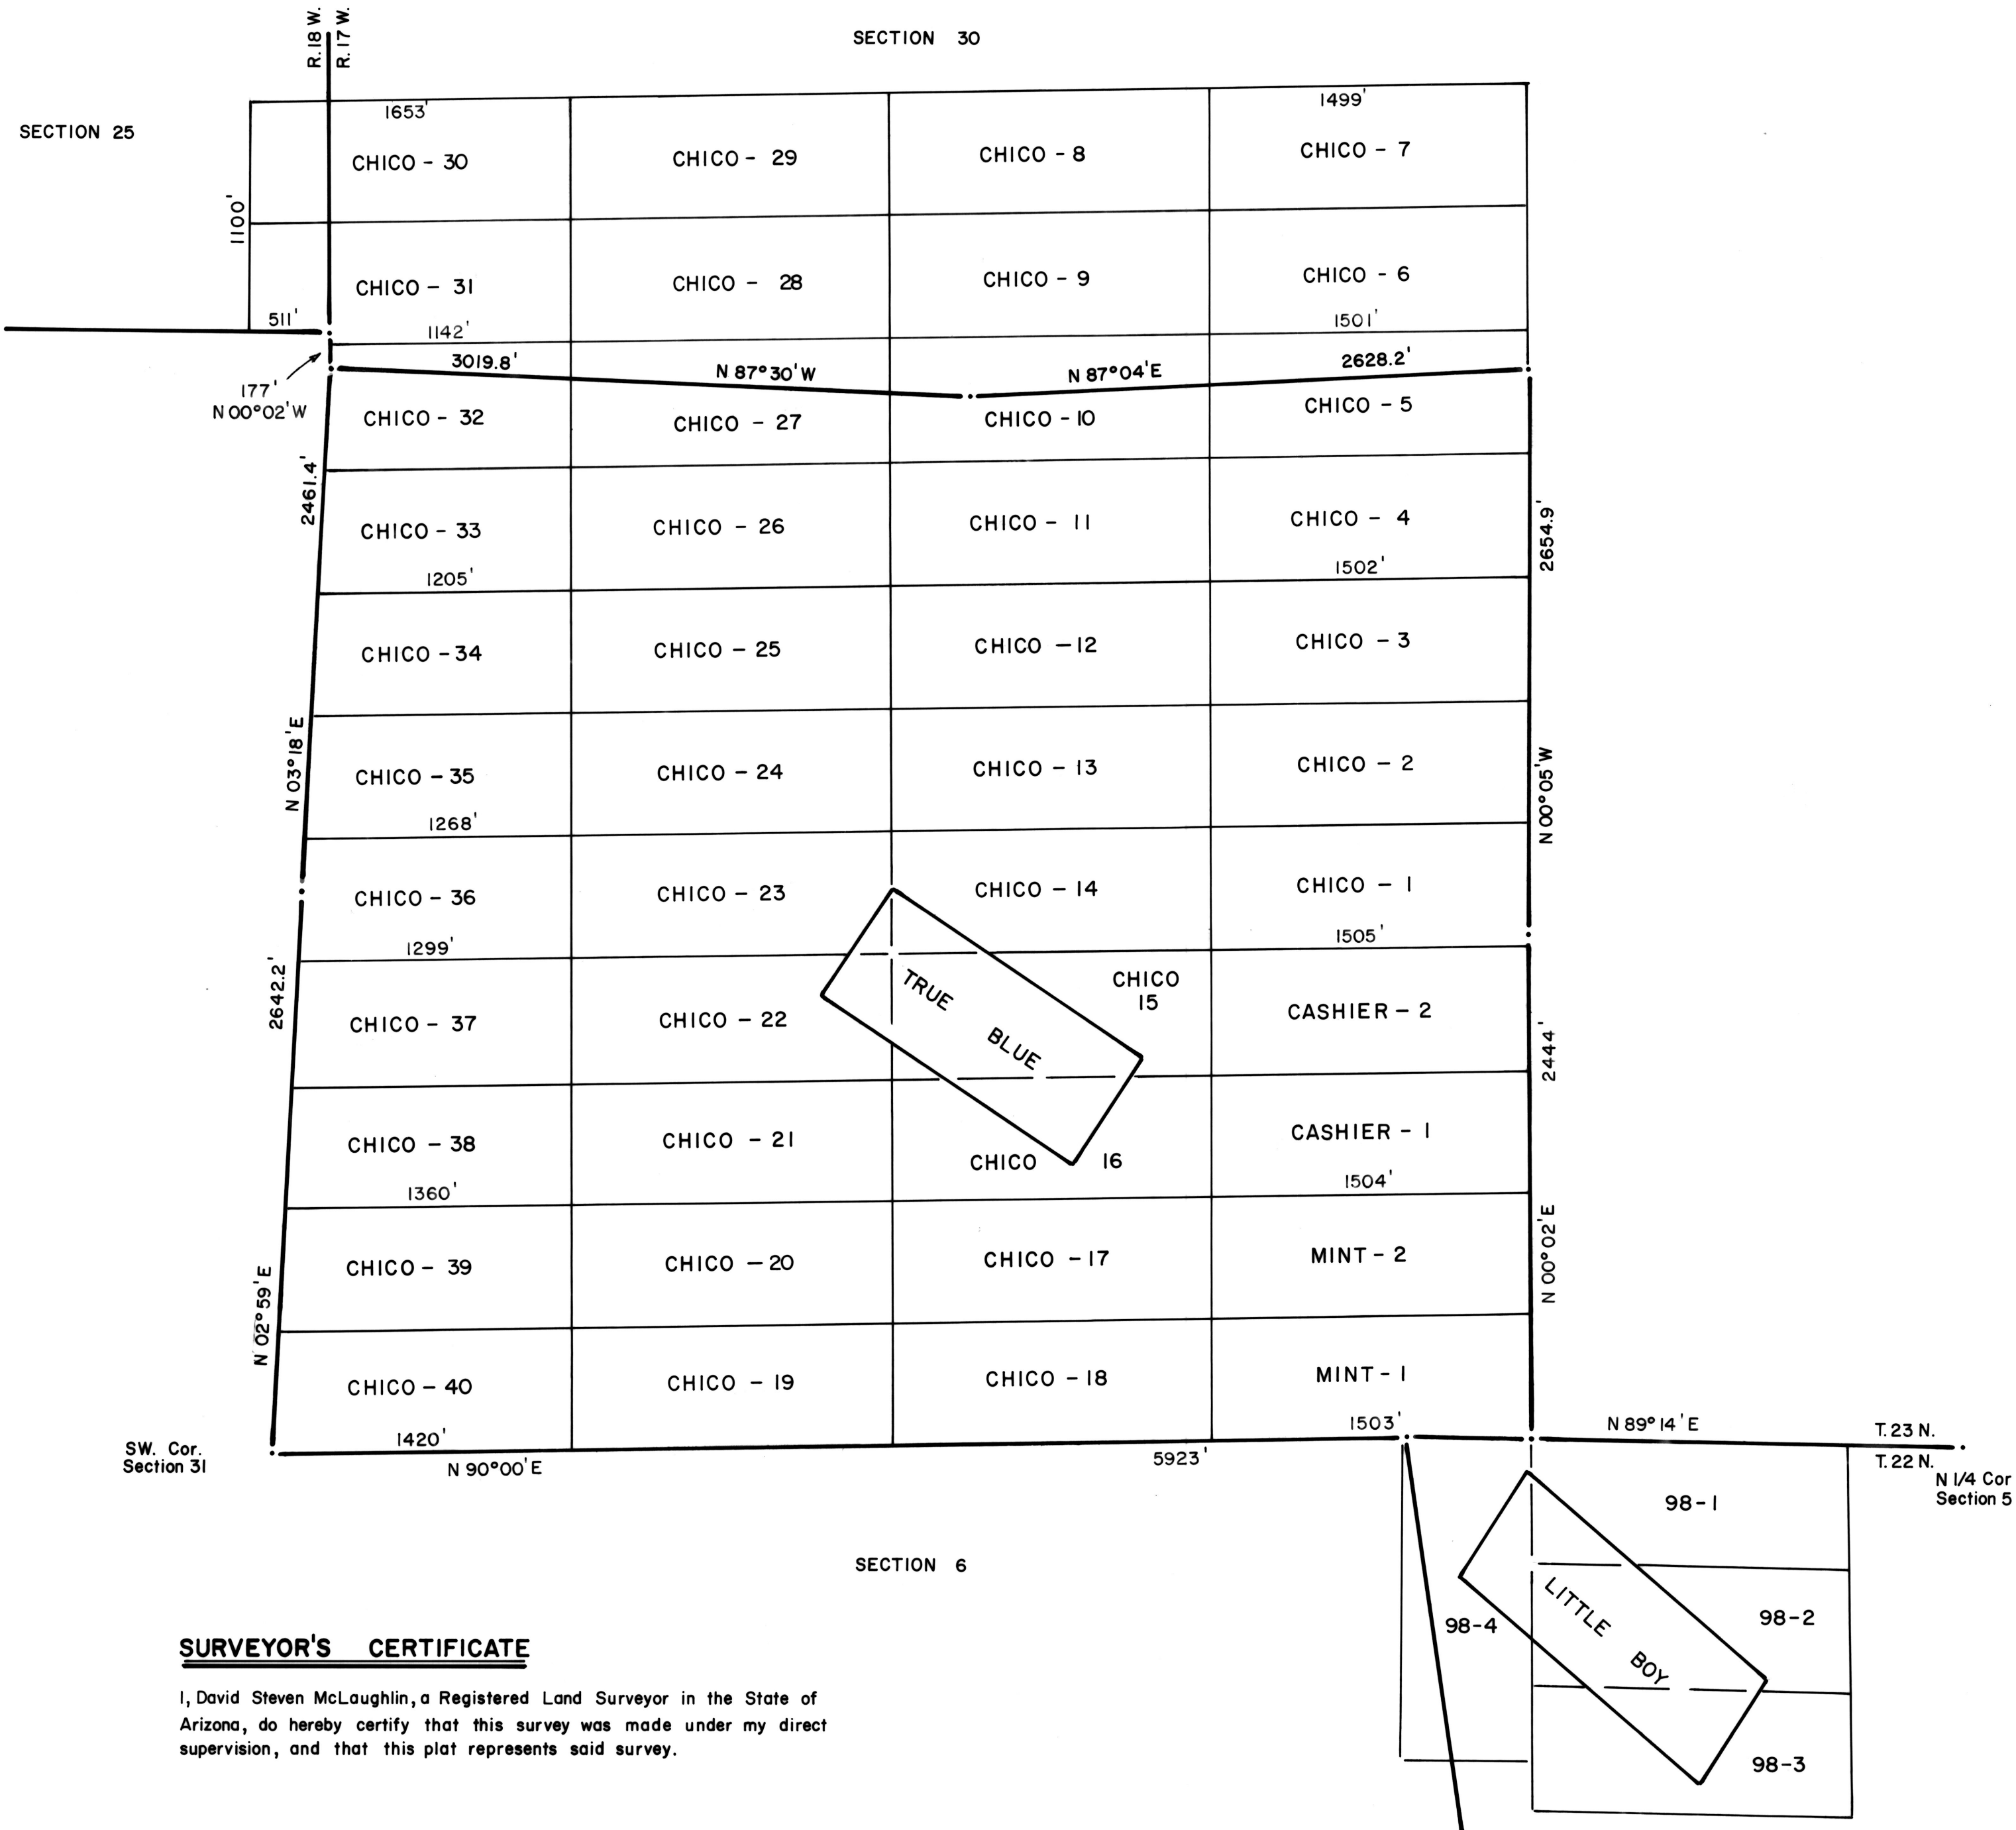 R. 18 W.
R. 17 W.
SECTION 30
SECTION 25
1653'
1499'
CHICO - 30
CHICO - 29
CHICO - 8
CHICO - 7
1100'
CHICO - 31
CHICO - 28
CHICO - 9
CHICO - 6
511'
1142'
1501'
3019.8'
N 87°30'W
N 87°04'E
2628.2'
177'
N 00°02'W
CHICO - 32
CHICO - 27
CHICO - 10
CHICO - 5
2461.4'
CHICO - 33
CHICO - 26
CHICO - 11
CHICO - 4
2654.9'
1205'
1502'
CHICO - 34
CHICO - 25
CHICO - 12
CHICO - 3
N 03°18'E
CHICO - 35
CHICO - 24
CHICO - 13
CHICO - 2
N 00°05'W
1268'
CHICO - 36
CHICO - 23
CHICO - 14
CHICO - 1
1299'
1505'
2642.2'
CHICO - 37
CHICO - 22
TRUE BLUE
CHICO
15
CASHIER - 2
2444'
CHICO - 38
CHICO - 21
CHICO 16
CASHIER - 1
1360'
1504'
N 02°59'E
CHICO - 39
CHICO - 20
CHICO - 17
MINT - 2
N 00°02'E
CHICO - 40
CHICO - 19
CHICO - 18
MINT - 1
1420'
1503'
N 89°14'E
T. 23 N.
T. 22 N.
SW. Cor.
Section 31
N 90°00'E
5923'
N 1/4 Cor
Section 5
98-1
SECTION 6
LITTLE BOY
98-2
98-4
98-3
SURVEYOR'S CERTIFICATE
I, David Steven McLaughlin, a Registered Land Surveyor in the State of
Arizona, do hereby certify that this survey was made under my direct
supervision, and that this plat represents said survey.